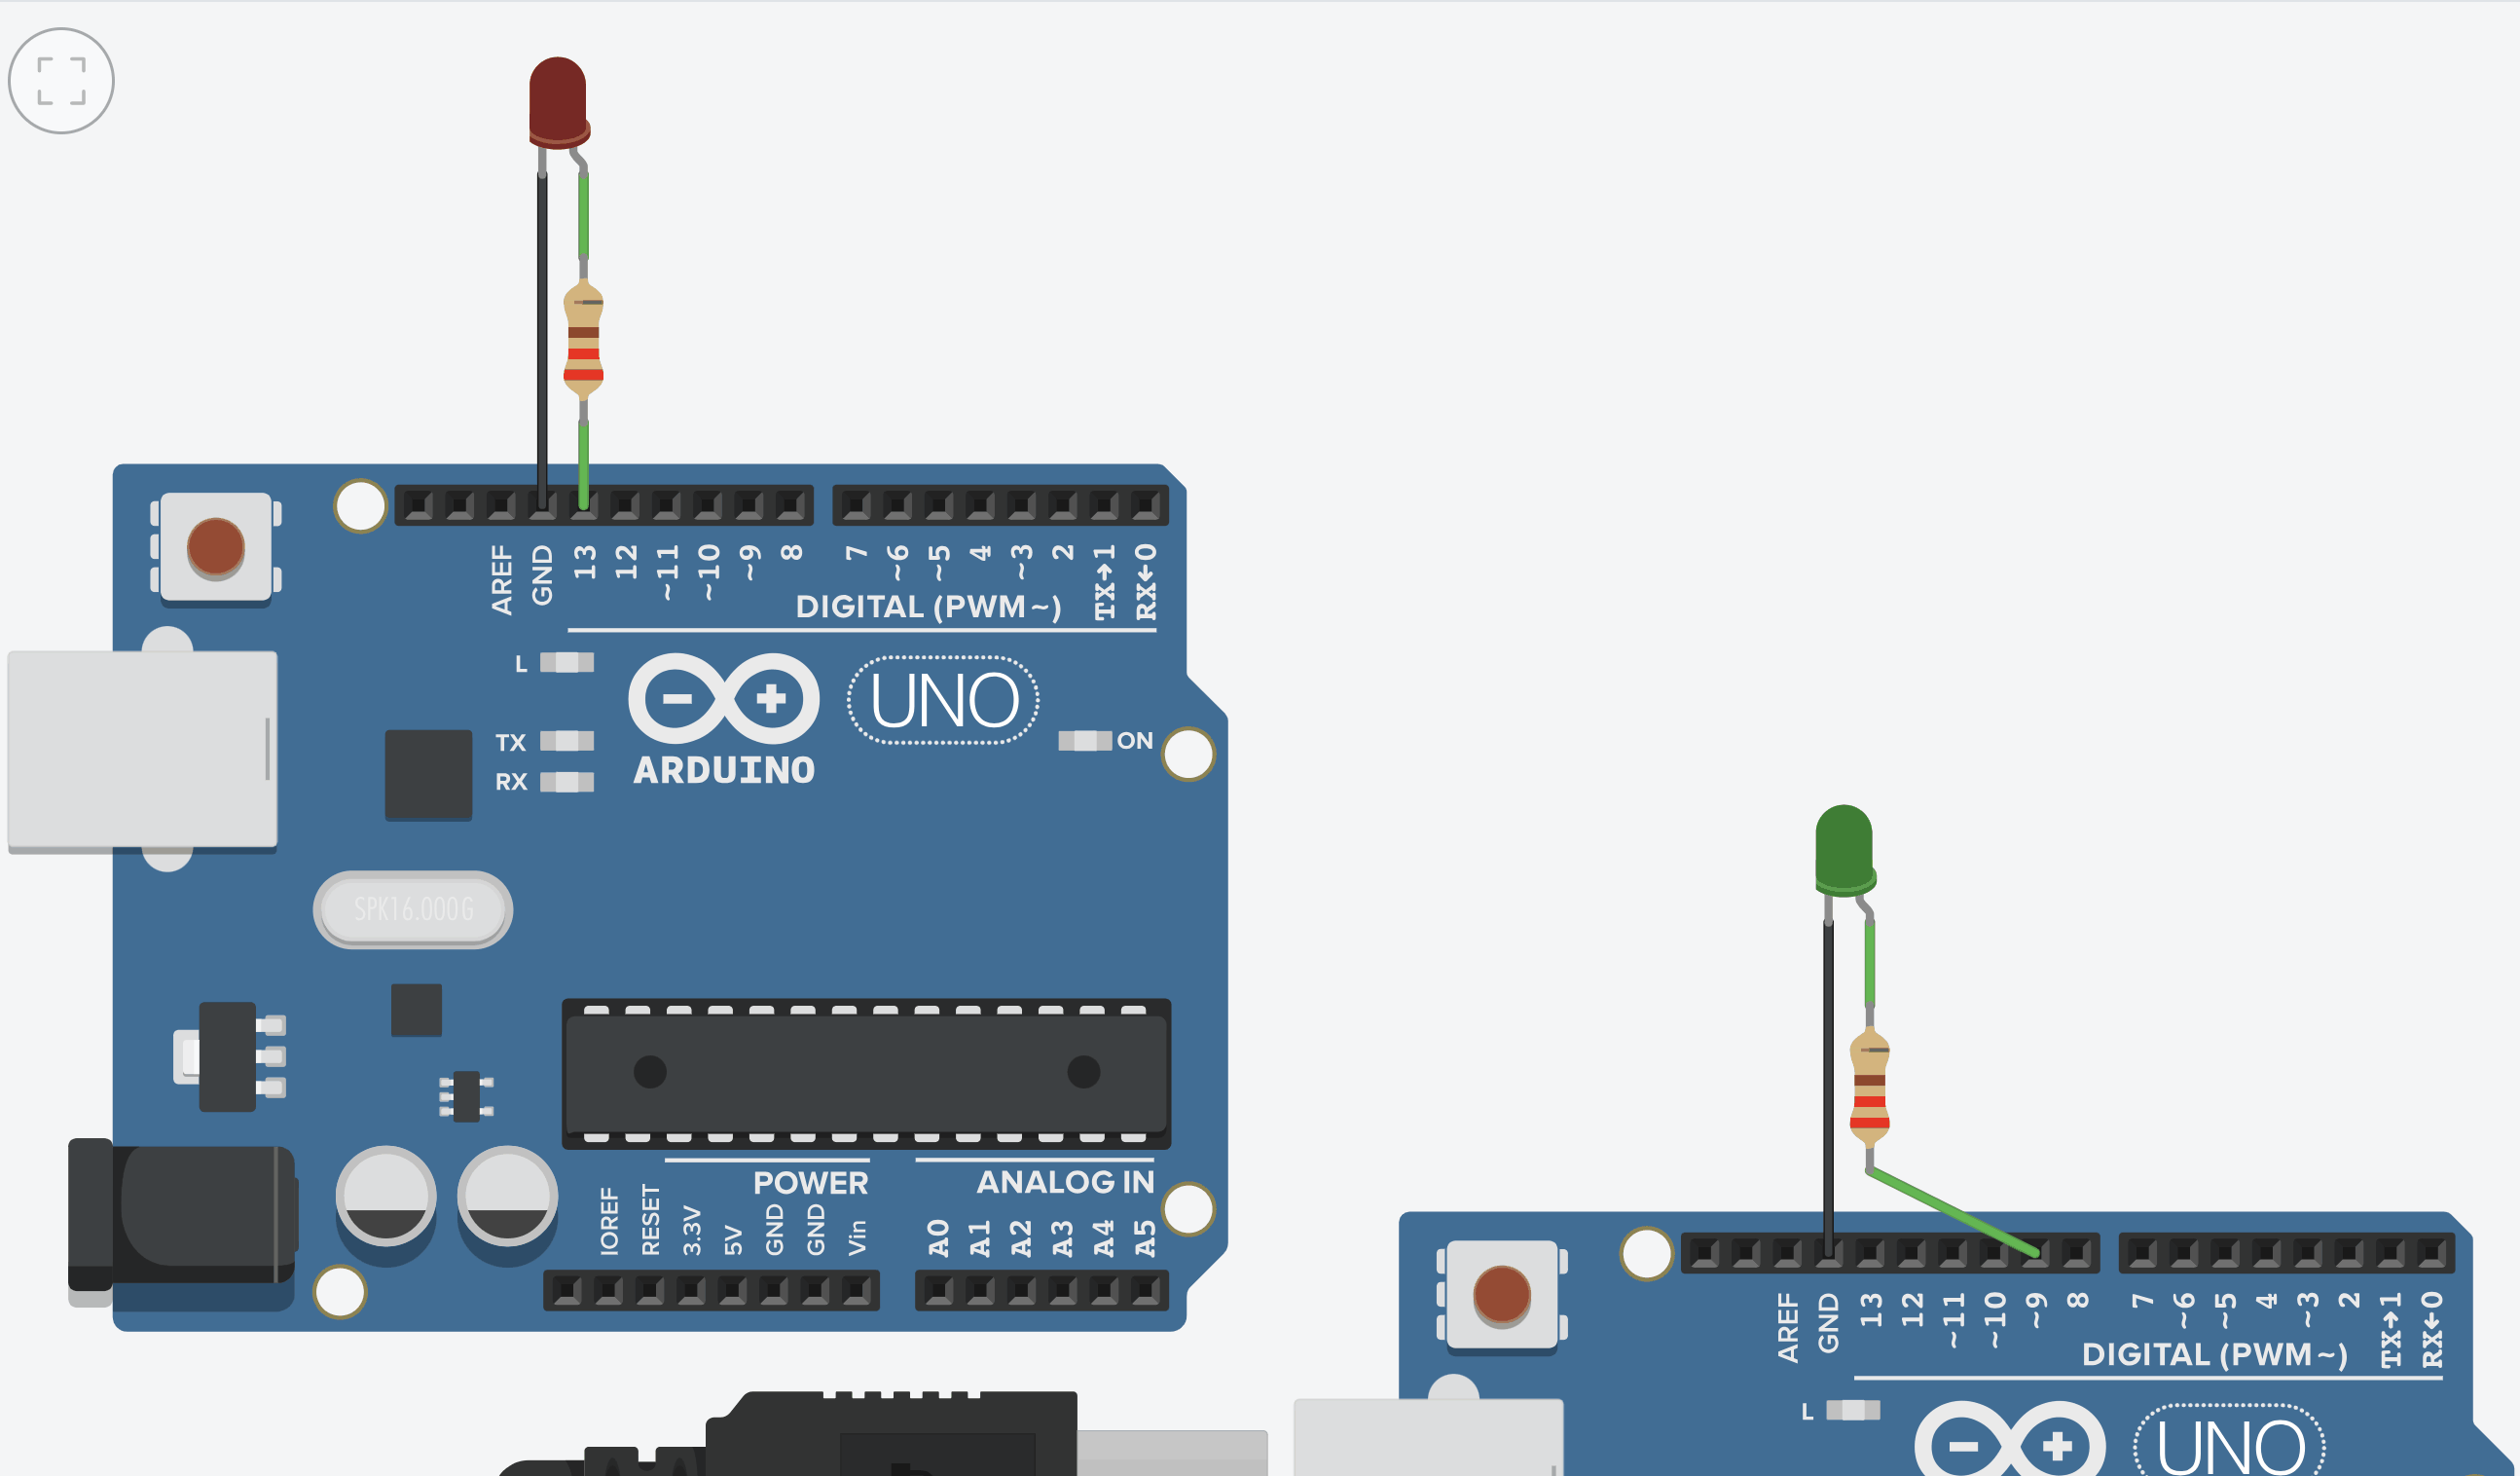 AREF GND 13 12 ~11 ~10 ~9 8 7 ~6 ~5 4 ~3 2 TX→1 RX←0
DIGITAL (PWM~)
L
UNO
TX
ON
RX
ARDUINO
SPK16.000G
POWER
ANALOG IN
IOREF RESET 3.3V 5V GND GND Vin A0 A1 A2 A3 A4 A5
AREF GND 13 12 ~11 ~10 ~9 8 7 ~6 ~5 4 ~3 2 TX→1 RX←0
DIGITAL (PWM~)
L
UNO